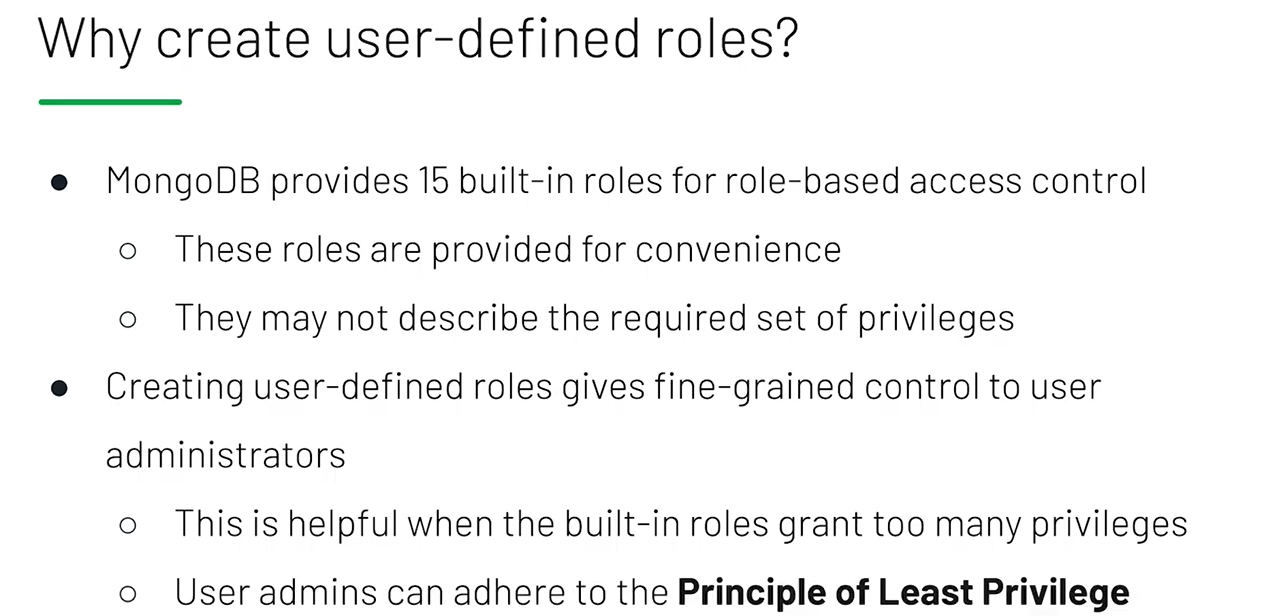 Why create user-defined roles?
● MongoDB provides 15 built-in roles for role-based access control
○ These roles are provided for convenience
○ They may not describe the required set of privileges
● Creating user-defined roles gives fine-grained control to user
administrators
○ This is helpful when the built-in roles grant too many privileges
○ User admins can adhere to the Principle of Least Privilege